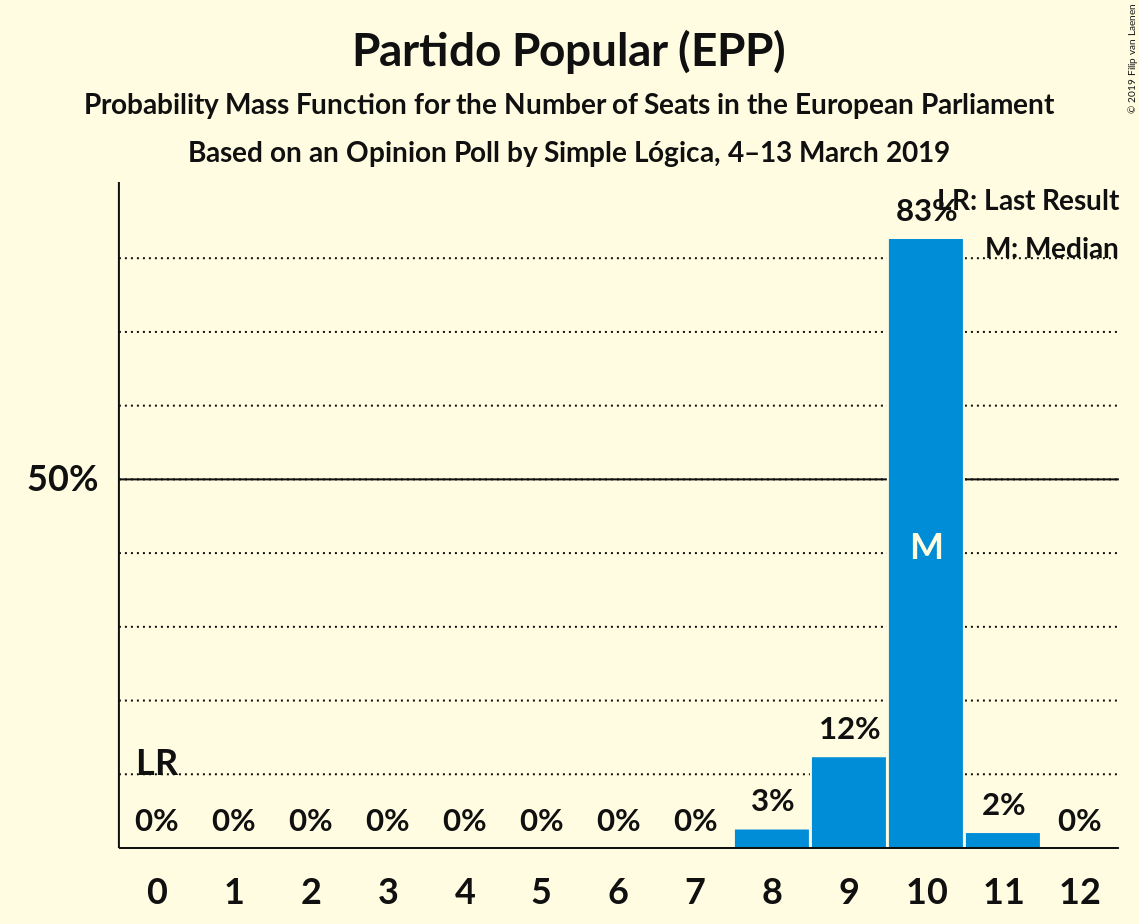 Partido Popular (EPP)
Probability Mass Function for the Number of Seats in the European Parliament
Based on an Opinion Poll by Simple Lógica, 4–13 March 2019
© 2019 Filip van Laenen
LR: Last Result
M: Median
83%
50%
M
12%
LR
3%
2%
0% 0% 0% 0% 0% 0% 0% 0% 0%
0 1 2 3 4 5 6 7 8 9 10 11 12